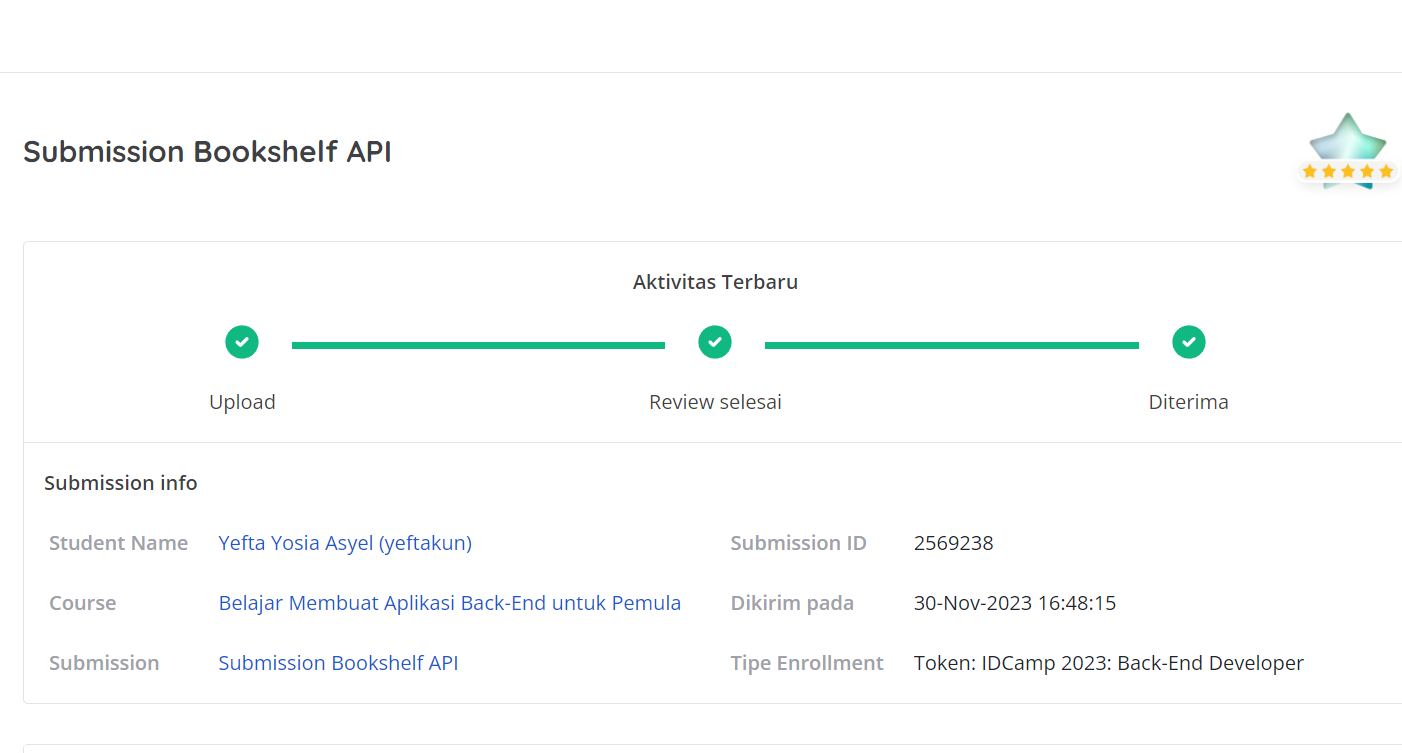 Submission Bookshelf API
Aktivitas Terbaru
Upload
Review selesai
Diterima
Submission info
Student Name Yefta Yosia Asyel (yeftakun) Submission ID 2569238
Course Belajar Membuat Aplikasi Back-End untuk Pemula Dikirim pada 30-Nov-2023 16:48:15
Submission Submission Bookshelf API Tipe Enrollment Token: IDCamp 2023: Back-End Developer